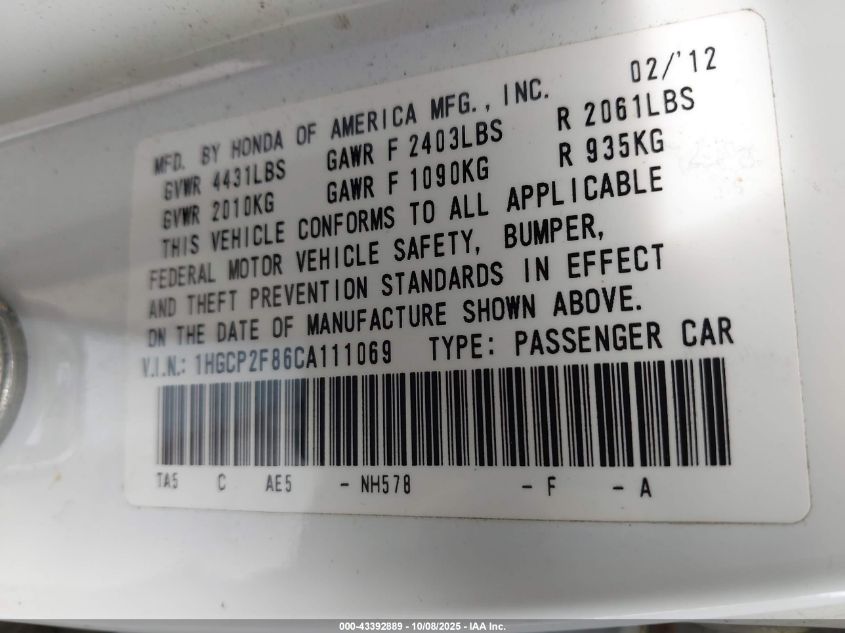 02/'12
MFD. BY HONDA OF AMERICA MFG., INC.
GVWR 4431LBS GAWR F 2403LBS R 2061LBS
GVWR 2010KG GAWR F 1090KG R 935KG
THIS VEHICLE CONFORMS TO ALL APPLICABLE
FEDERAL MOTOR VEHICLE SAFETY, BUMPER,
AND THEFT PREVENTION STANDARDS IN EFFECT
ON THE DATE OF MANUFACTURE SHOWN ABOVE.
V.I.N.: 1HGCP2F86CA111069 TYPE: PASSENGER CAR
TA5 C AE5 - NH578 - F - A
000-43392889 - 10/08/2025 - IAA Inc.